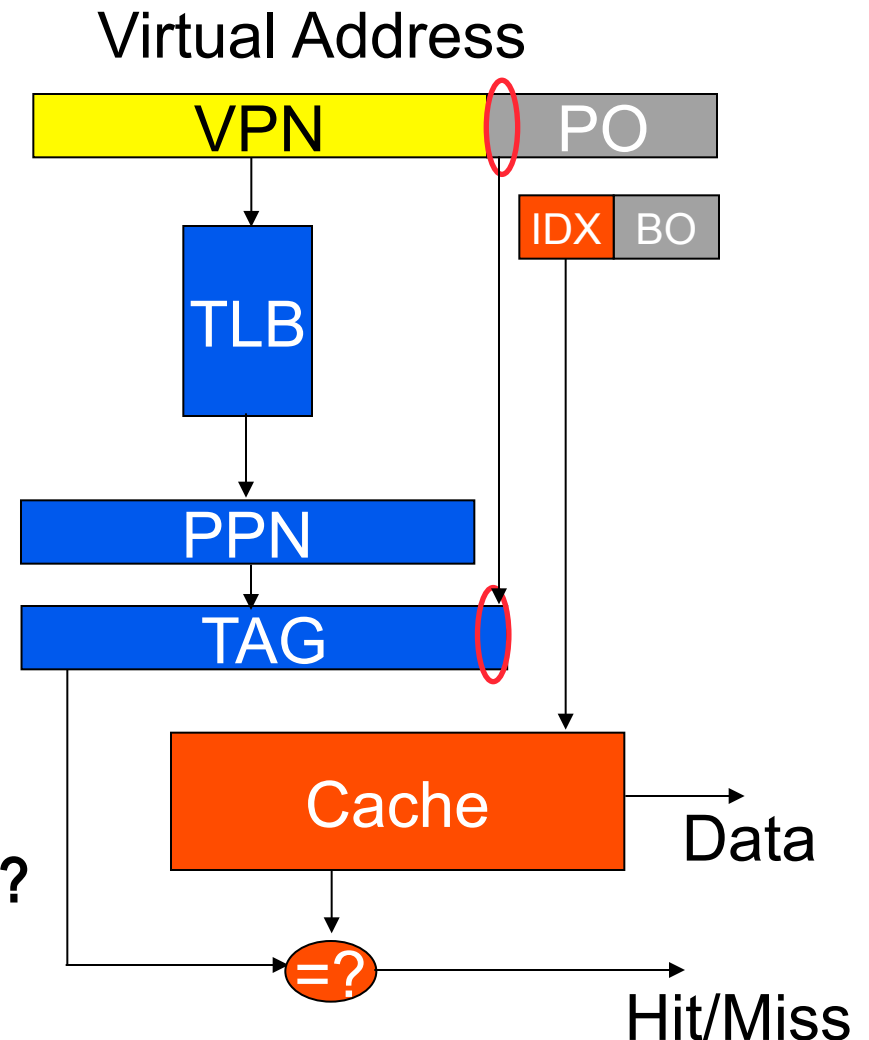 Virtual Address
VPN PO
IDX BO
TLB
PPN
TAG
Cache
Data
?
=?
Hit/Miss